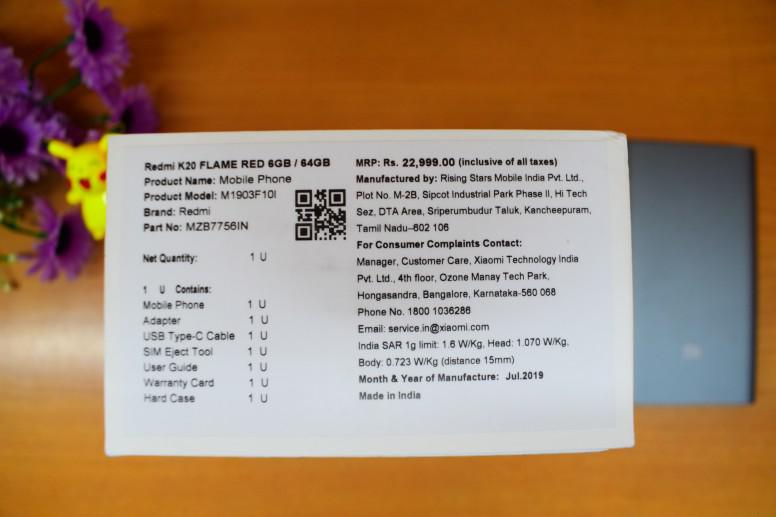 Redmi K20 FLAME RED 6GB / 64GB
Product Name: Mobile Phone
Product Model: M1903F10I
Brand: Redmi
Part No: MZB7756IN
Net Quantity: 1 U
1 U Contains:
Mobile Phone 1 U
Adapter 1 U
USB Type-C Cable 1 U
SIM Eject Tool 1 U
User Guide 1 U
Warranty Card 1 U
Hard Case 1 U
MRP: Rs. 22,999.00 (inclusive of all taxes)
Manufactured by: Rising Stars Mobile India Pvt. Ltd.,
Plot No. M-2B, Sipcot Industrial Park Phase II, Hi Tech
Sez, DTA Area, Sriperumbudur Taluk, Kancheepuram,
Tamil Nadu–602 106
For Consumer Complaints Contact:
Manager, Customer Care, Xiaomi Technology India
Pvt. Ltd., 4th floor, Ozone Manay Tech Park,
Hongasandra, Bangalore, Karnataka-560 068
Phone No. 1800 1036286
Email: service.in@xiaomi.com
India SAR 1g limit: 1.6 W/Kg, Head: 1.070 W/Kg,
Body: 0.723 W/Kg (distance 15mm)
Month & Year of Manufacture: Jul.2019
Made in India